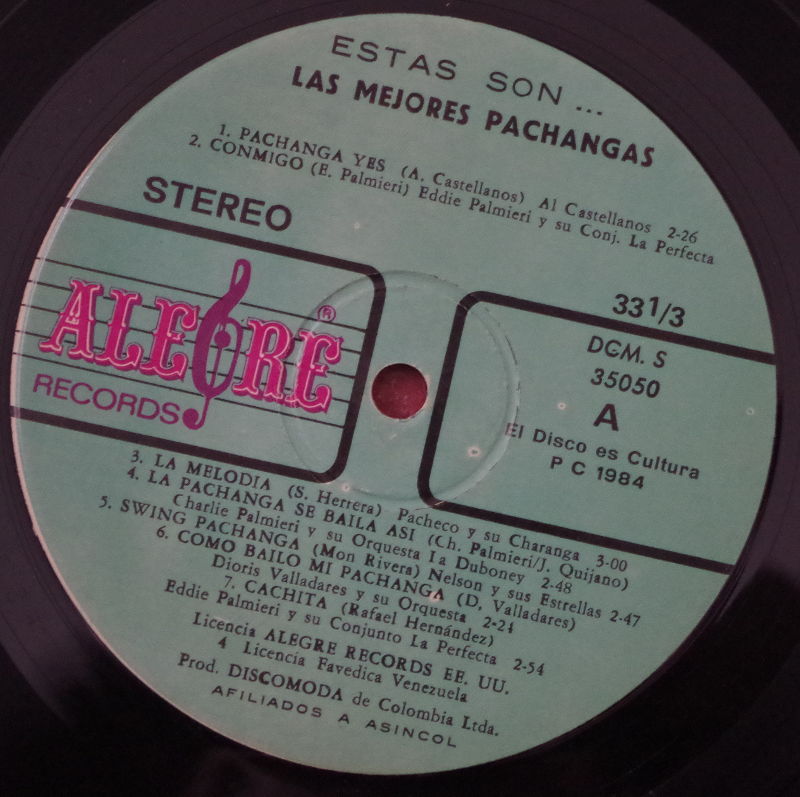 ESTAS SON...
LAS MEJORES PACHANGAS
1. PACHANGA YES (A. Castellanos) Al Castellanos 2-26
2. CONMIGO (E. Palmieri) Eddie Palmieri y su Conj. La Perfecta
STEREO
33 1/3
ALEGRE ®
RECORDS
DCM. S
35050
A
El Disco es Cultura
P C 1984
3. LA MELODIA (S. Herrera) Pacheco y su Charanga 3-00
4. LA PACHANGA SE BAILA ASI (Ch. Palmieri/J. Quijano)
Charlie Palmieri y su Orquesta La Duboney 2-48
5. SWING PACHANGA (Mon Rivera) Nelson y sus Estrellas 2-47
6. COMO BAILO MI PACHANGA (D, Valladares)
Dioris Valladares y su Orquesta 2-24
7. CACHITA (Rafael Hernández)
Eddie Palmieri y su Conjunto La Perfecta 2-54
Licencia ALEGRE RECORDS EE. UU.
4 Licencia Favédica Venezuela
Prod. DISCOMODA de Colombia Ltda.
AFILIADOS A ASINCOL